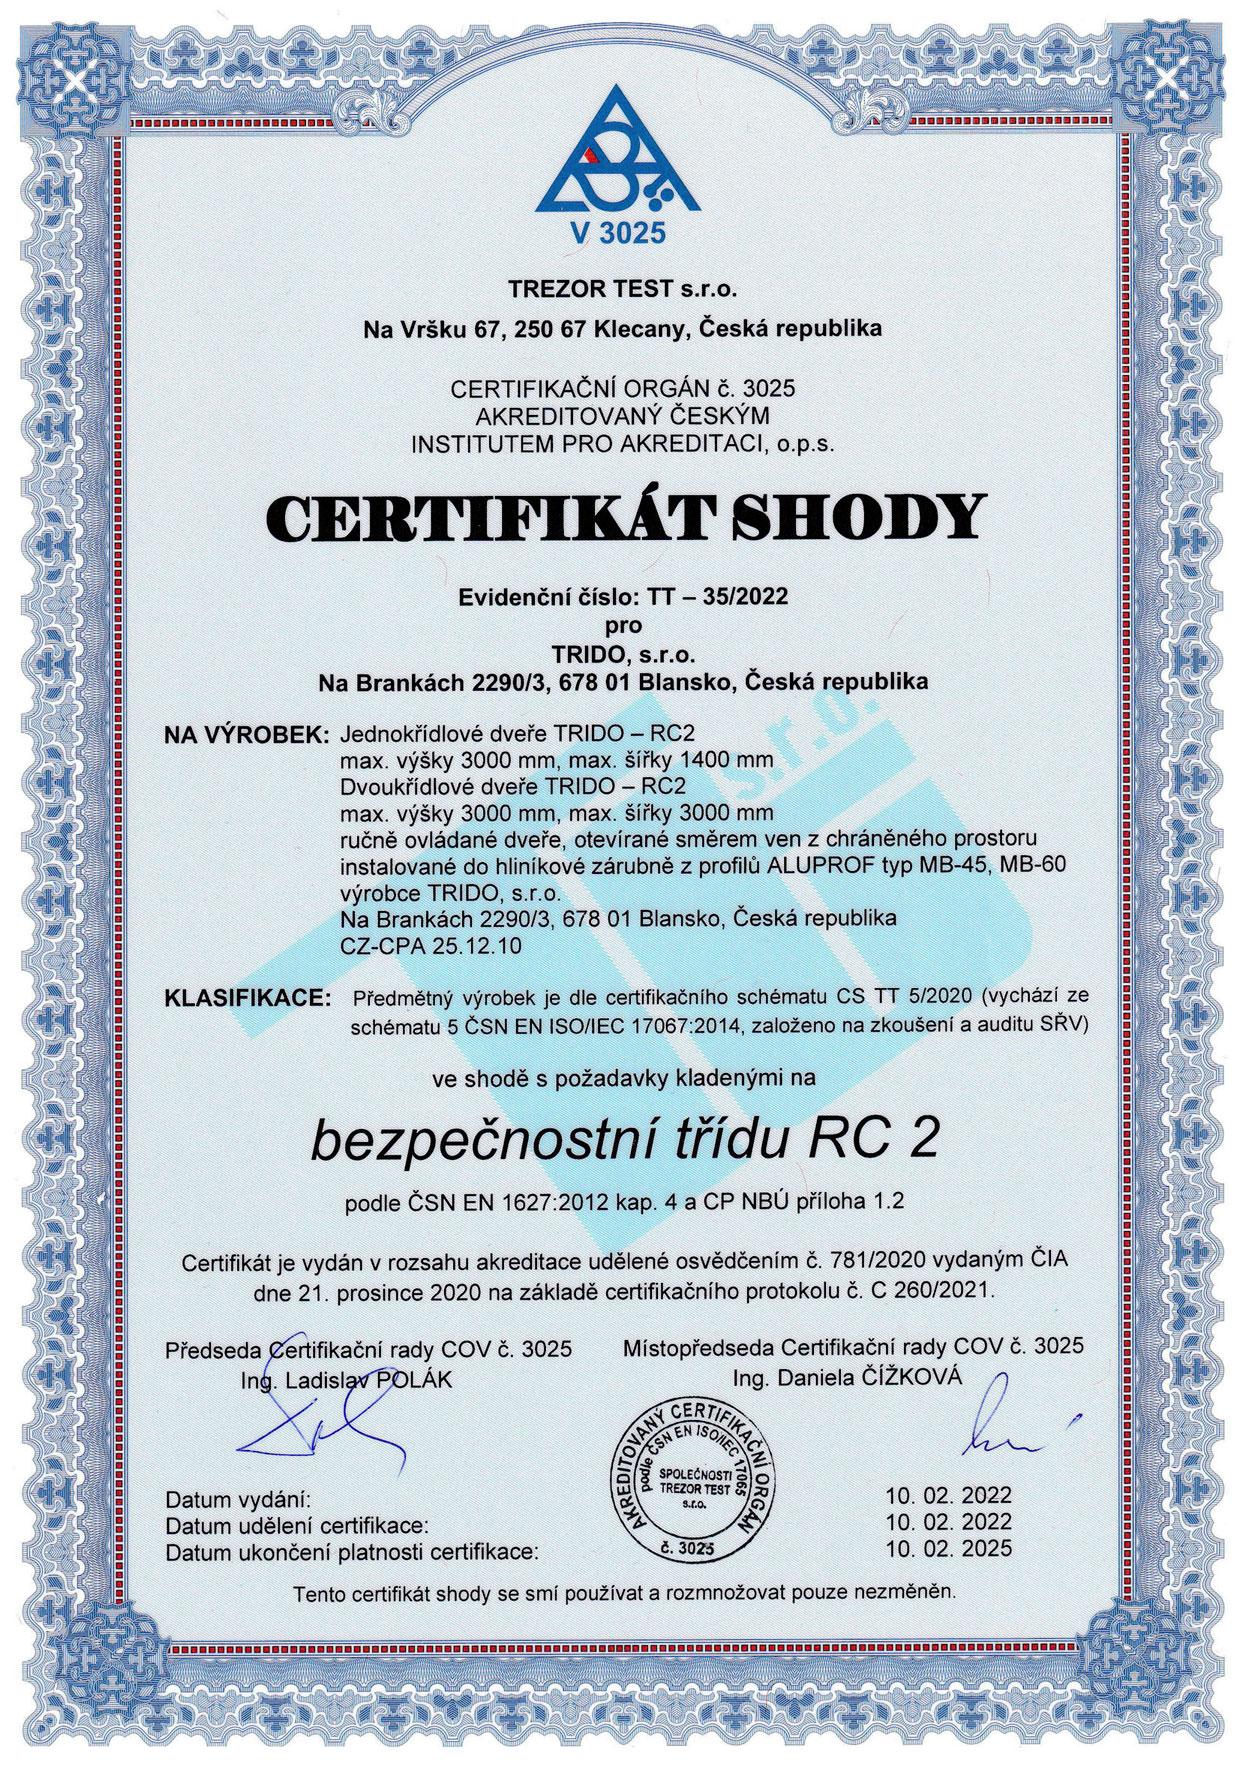 V 3025
TREZOR TEST s.r.o.
Na Vršku 67, 250 67 Klecany, Česká republika
CERTIFIKAČNÍ ORGÁN č. 3025
AKREDITOVANÝ ČESKÝM
INSTITUTEM PRO AKREDITACI, o.p.s.
CERTIFIKÁT SHODY
Evidenční číslo: TT – 35/2022
pro
TRIDO, s.r.o.
Na Brankách 2290/3, 678 01 Blansko, Česká republika
NA VÝROBEK: Jednokřídlové dveře TRIDO – RC2
max. výšky 3000 mm, max. šířky 1400 mm
Dvoukřídlové dveře TRIDO – RC2
max. výšky 3000 mm, max. šířky 3000 mm
ručně ovládané dveře, otevírané směrem ven z chráněného prostoru
instalované do hliníkové zárubně z profilů ALUPROF typ MB-45, MB-60
výrobce TRIDO, s.r.o.
Na Brankách 2290/3, 678 01 Blansko, Česká republika
CZ-CPA 25.12.10
s.r.o.
KLASIFIKACE: Předmětný výrobek je dle certifikačního schématu CS TT 5/2020 (vychází ze
schématu 5 ČSN EN ISO/IEC 17067:2014, založeno na zkoušení a auditu SŘV)
ve shodě s požadavky kladenými na
bezpečnostní třídu RC 2
podle ČSN EN 1627:2012 kap. 4 a CP NBÚ příloha 1.2
Certifikát je vydán v rozsahu akreditace udělené osvědčením č. 781/2020 vydaným ČIA
dne 21. prosince 2020 na základě certifikačního protokolu č. C 260/2021.
Předseda Certifikační rady COV č. 3025
Ing. Ladislav POLÁK
Místopředseda Certifikační rady COV č. 3025
Ing. Daniela ČÍŽKOVÁ
AKREDITOVANÝ CERTIFIKAČNÍ ORGÁN
podle ČSN EN ISO/IEC 17065
SPOLEČNOSTI
TREZOR TEST
s.r.o.
č. 3025
Datum vydání: 10. 02. 2022
Datum udělení certifikace: 10. 02. 2022
Datum ukončení platnosti certifikace: 10. 02. 2025
Tento certifikát shody se smí používat a rozmnožovat pouze nezměněn.